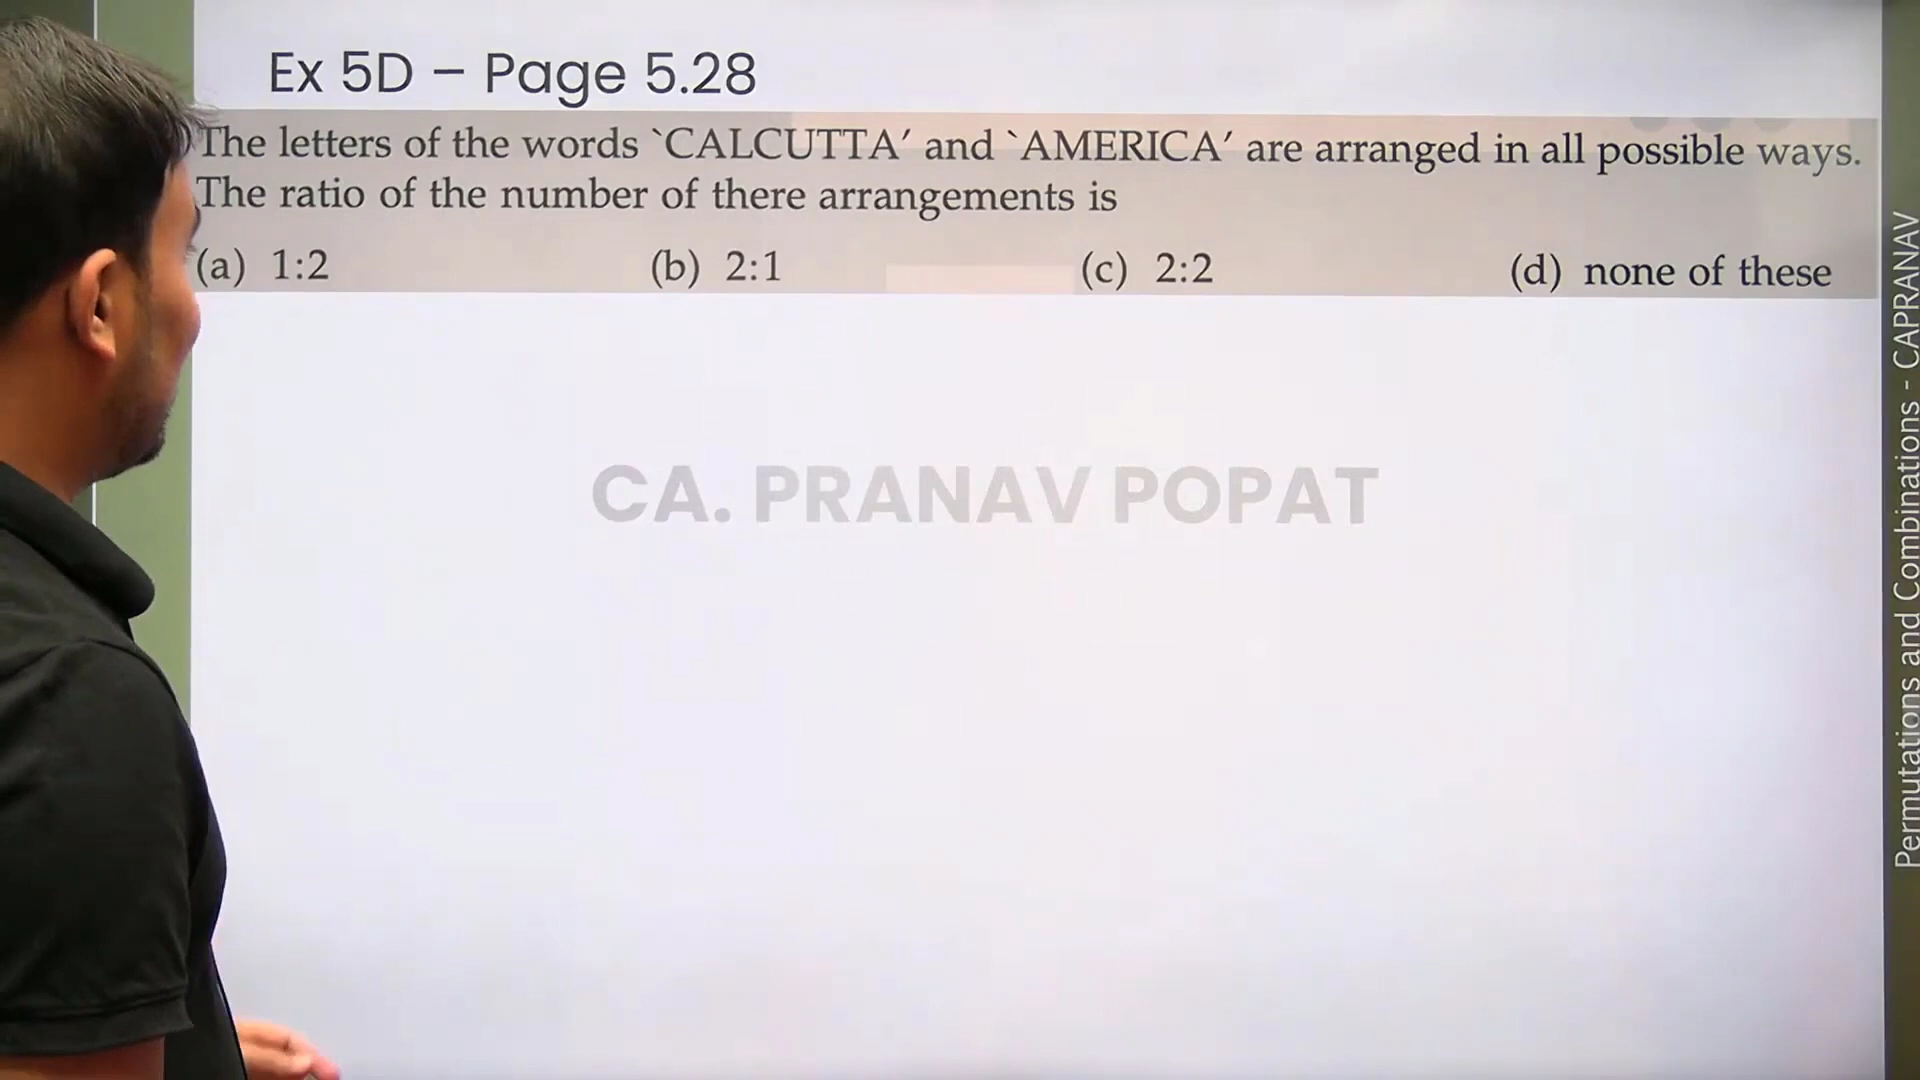 Ex 5D – Page 5.28
The letters of the words `CALCUTTA′ and `AMERICA′ are arranged in all possible ways.
The ratio of the number of there arrangements is
(a) 1:2 (b) 2:1 (c) 2:2 (d) none of these
CA. PRANAV POPAT
Permutations and Combinations - CAPRANAV